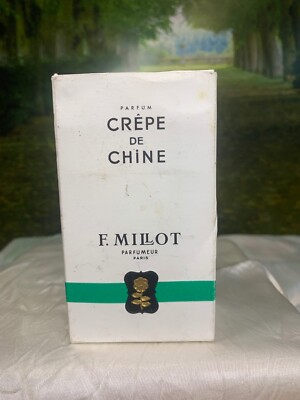 PARFUM
CRÊPE
DE
CHiNE
F. MILLOT
PARFUMEUR
PARIS